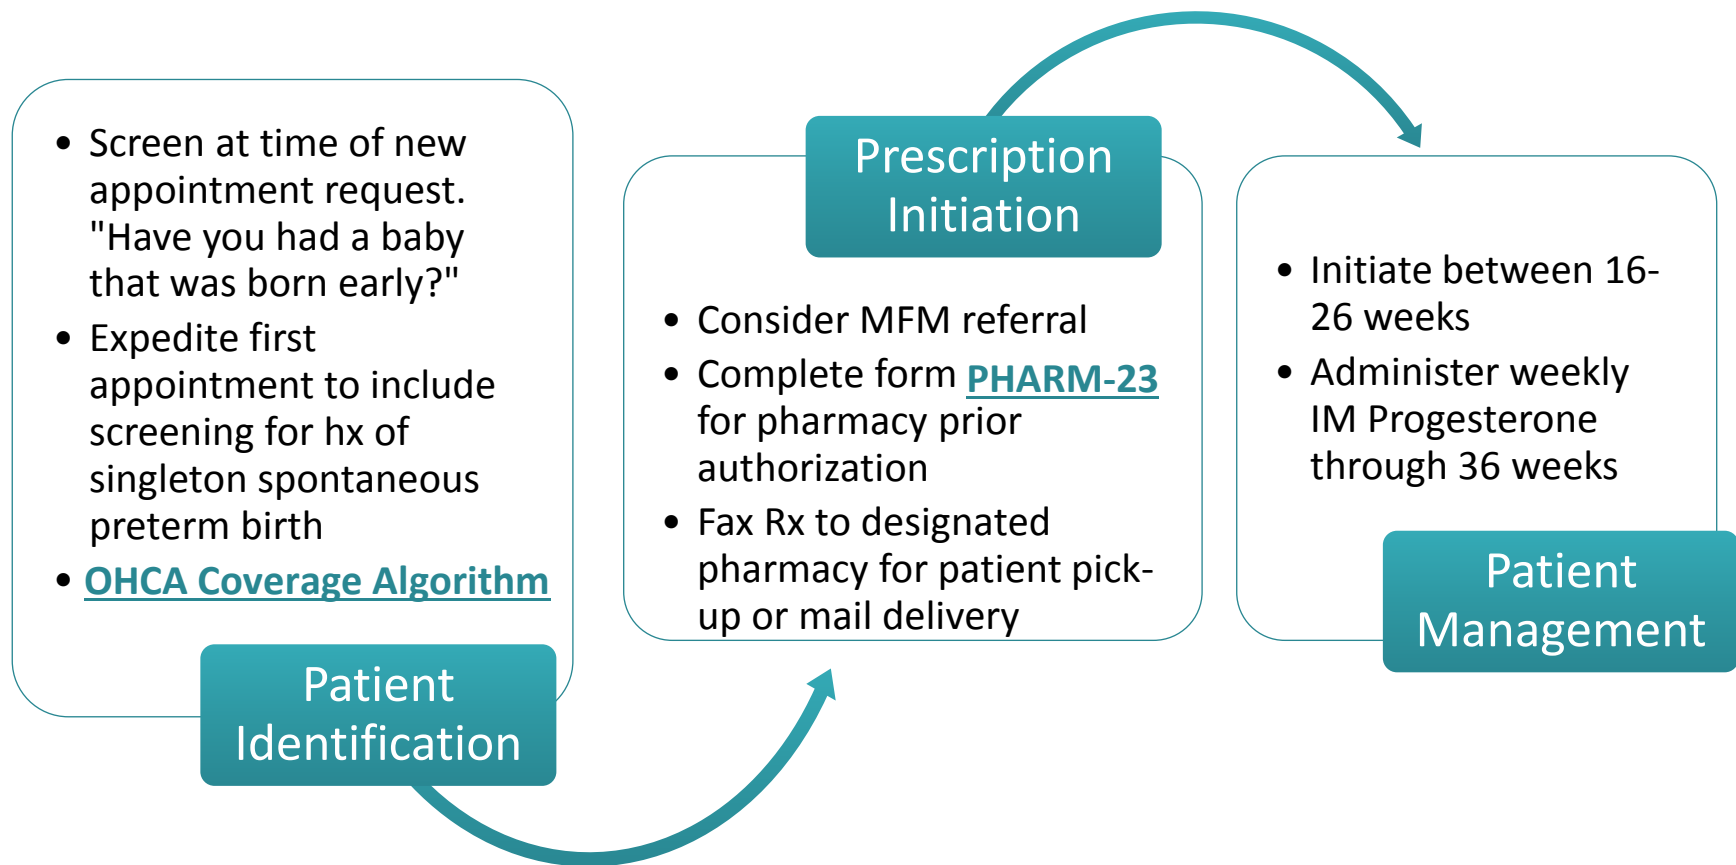 • Screen at time of new
appointment request.
"Have you had a baby
that was born early?"
• Expedite first
appointment to include
screening for hx of
singleton spontaneous
preterm birth
• OHCA Coverage Algorithm
Patient
Identification
Prescription
Initiation
• Consider MFM referral
• Complete form PHARM-23
for pharmacy prior
authorization
• Fax Rx to designated
pharmacy for patient pick-
up or mail delivery
• Initiate between 16-
26 weeks
• Administer weekly
IM Progesterone
through 36 weeks
Patient
Management